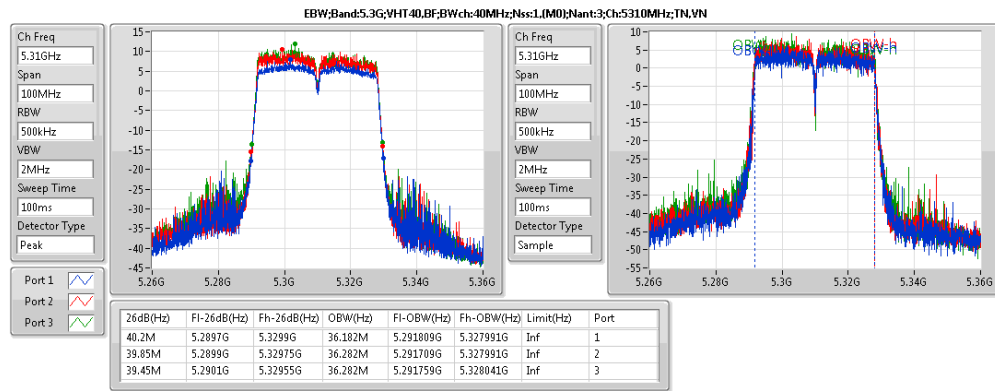 EBW;Band:5.3G;VHT40,BF;BWch:40MHz;Nss:1,(M0);Nant:3;Ch:5310MHz;TN,VN
Ch Freq
5.31GHz
Span
100MHz
RBW
500kHz
VBW
2MHz
Sweep Time
100ms
Detector Type
Peak
Port 1
Port 2
Port 3
15
10
5
0
-5
-10
-15
-20
-25
-30
-35
-40
-45
5.26G
5.28G
5.3G
5.32G
5.34G
5.36G
Ch Freq
5.31GHz
Span
100MHz
RBW
500kHz
VBW
2MHz
Sweep Time
100ms
Detector Type
Sample
10
5
0
-5
-10
-15
-20
-25
-30
-35
-40
-45
-50
-55
5.26G
5.28G
5.3G
5.32G
5.34G
5.36G
26dB(Hz) Fl-26dB(Hz) Fh-26dB(Hz) OBW(Hz) Fl-OBW(Hz) Fh-OBW(Hz) Limit(Hz) Port
40.2M 5.2897G 5.3299G 36.182M 5.291809G 5.327991G Inf 1
39.85M 5.2899G 5.32975G 36.282M 5.291709G 5.327991G Inf 2
39.45M 5.2901G 5.32955G 36.282M 5.291759G 5.328041G Inf 3